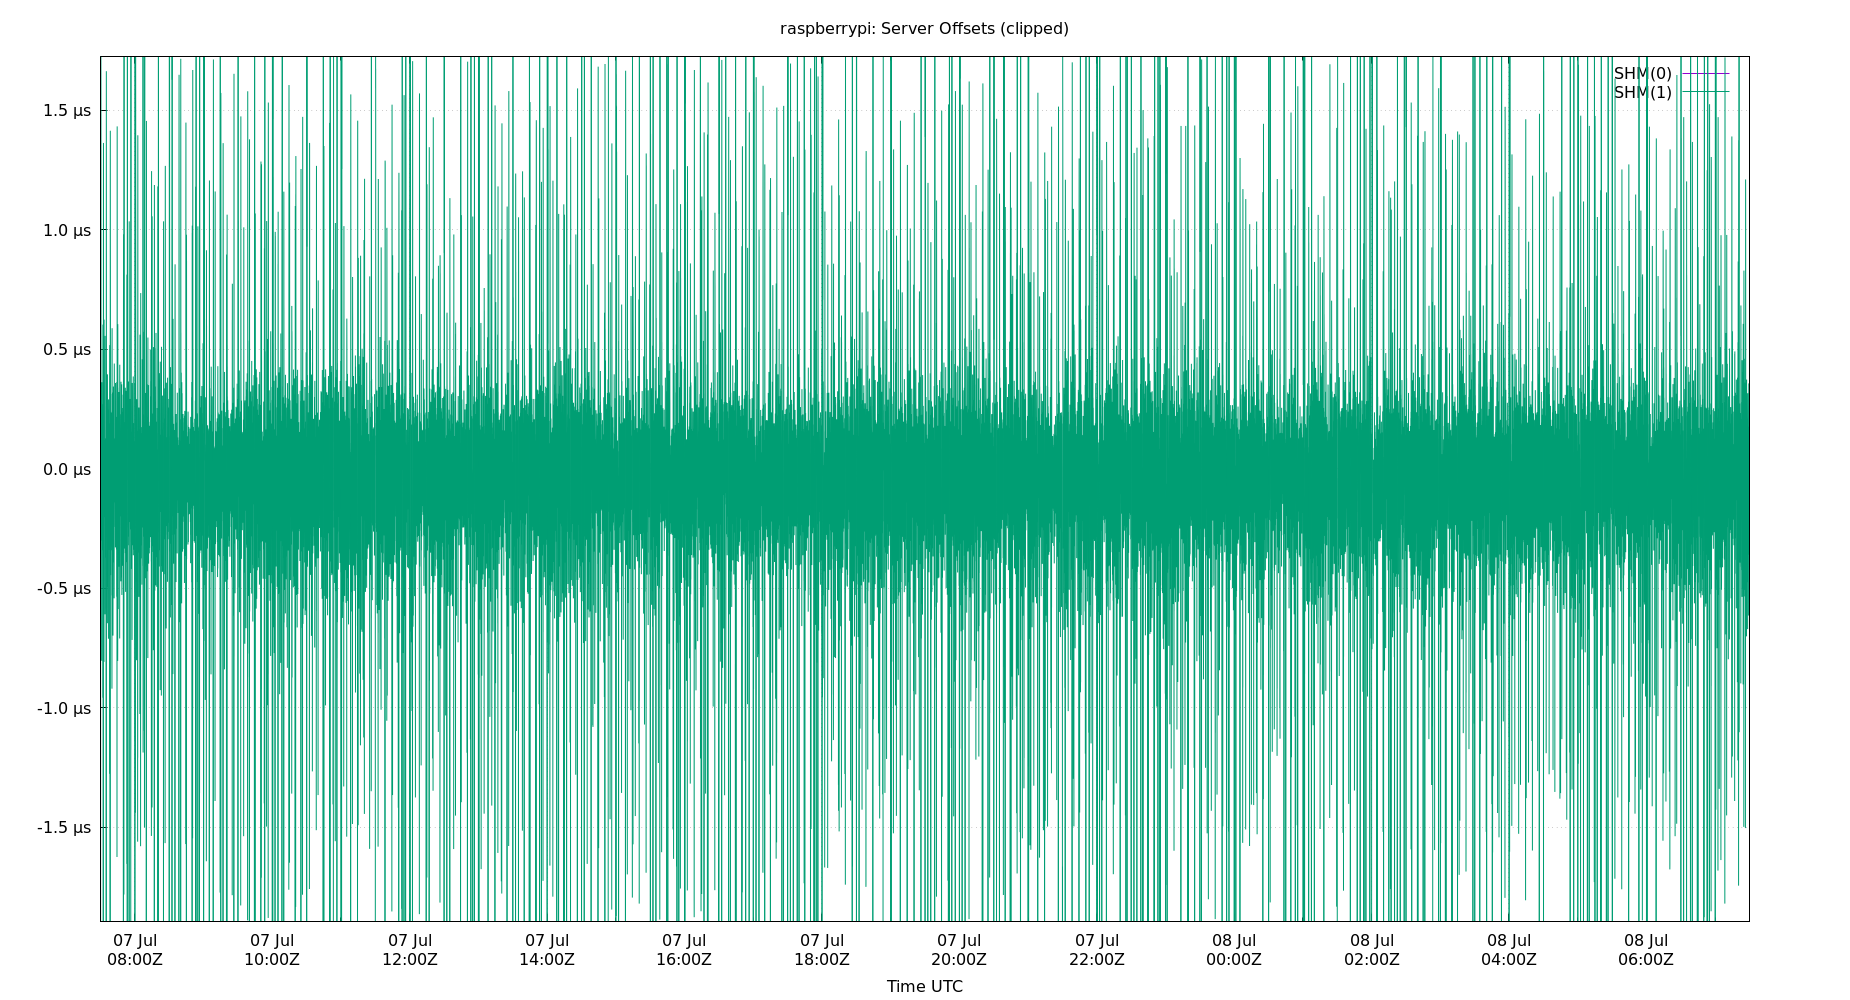 raspberrypi: Server Offsets (clipped)
SHM(0)
SHM(1)
1.5 µs
1.0 µs
0.5 µs
0.0 µs
-0.5 µs
-1.0 µs
-1.5 µs
07 Jul 07 Jul 07 Jul 07 Jul 07 Jul 07 Jul 07 Jul 07 Jul 08 Jul 08 Jul 08 Jul 08 Jul
08:00Z 10:00Z 12:00Z 14:00Z 16:00Z 18:00Z 20:00Z 22:00Z 00:00Z 02:00Z 04:00Z 06:00Z
Time UTC